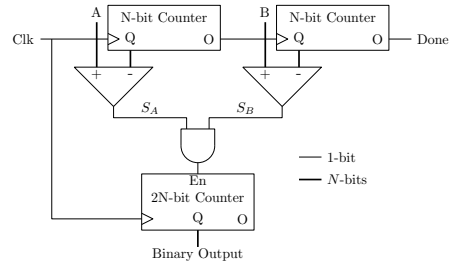 A
B
N-bit Counter
N-bit Counter
Clk
Q
O
Q
O
Done
+
-
+
-
S_A
S_B
1-bit
N-bits
En
2N-bit Counter
Q
O
Binary Output